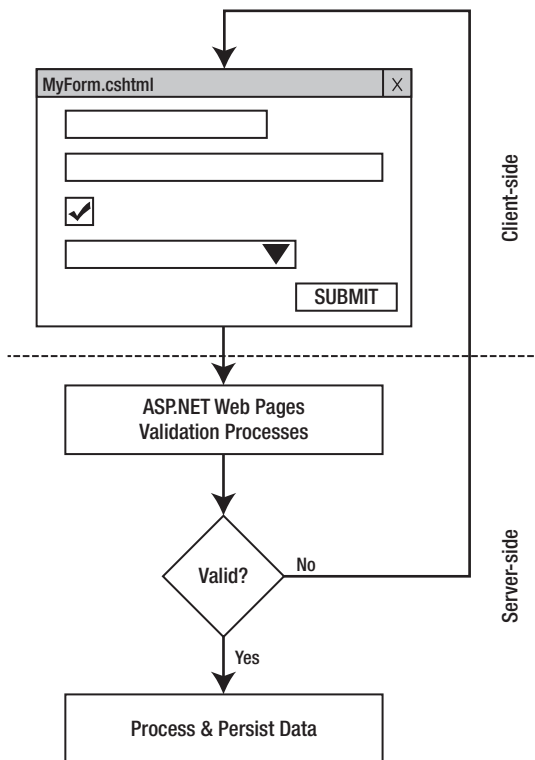 MyForm.cshtml
X
Client-side
SUBMIT
ASP.NET Web Pages
Validation Processes
Valid?
No
Server-side
Yes
Process & Persist Data